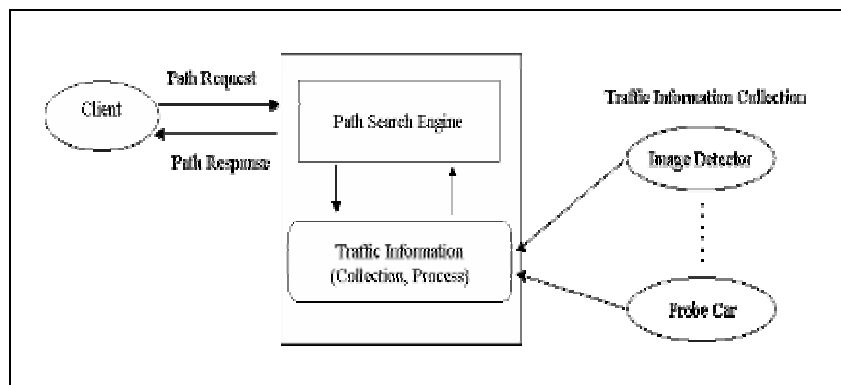 Path Request
Client
Path Response
Path Search Engine
Traffic Information
(Collection, Process)
Traffic Information Collection
Image Detector
Probe Car